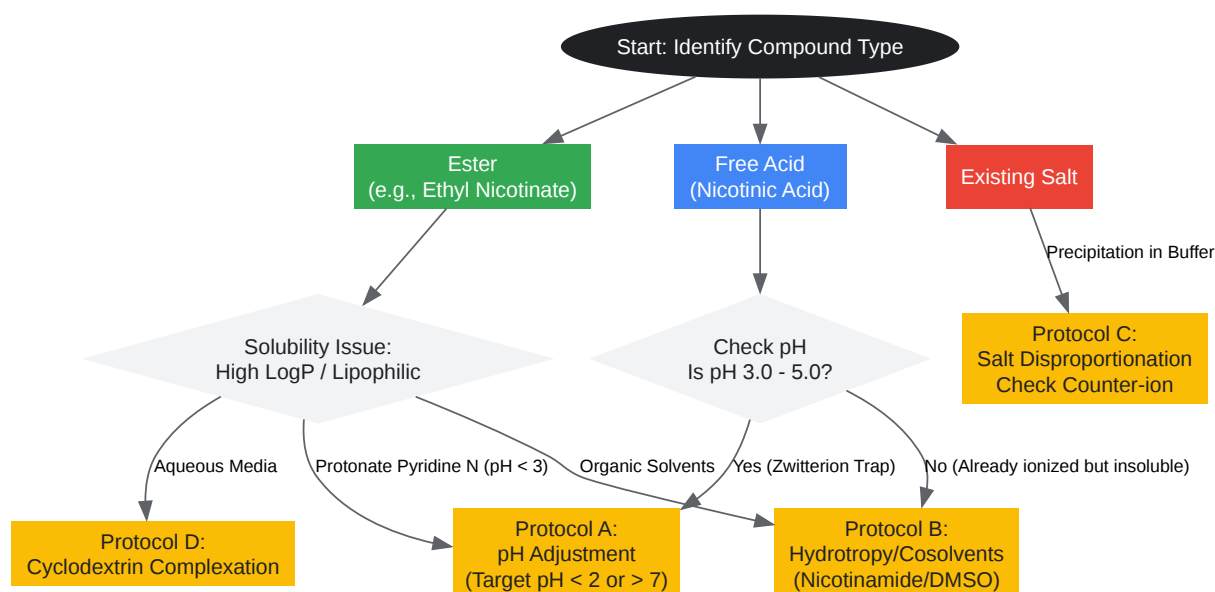 Start: Identify Compound Type
Ester
(e.g., Ethyl Nicotinate)
Free Acid
(Nicotinic Acid)
Existing Salt
Precipitation in Buffer
Solubility Issue:
High LogP / Lipophilic
Check pH
Is pH 3.0 - 5.0?
Protocol C:
Salt Disproportionation
Check Counter-ion
Aqueous Media
Protonate Pyridine N (pH < 3)
Organic Solvents
Yes (Zwitterion Trap)
No (Already ionized but insoluble)
Protocol D:
Cyclodextrin Complexation
Protocol A:
pH Adjustment
(Target pH < 2 or > 7)
Protocol B:
Hydrotropy/Cosolvents
(Nicotinamide/DMSO)